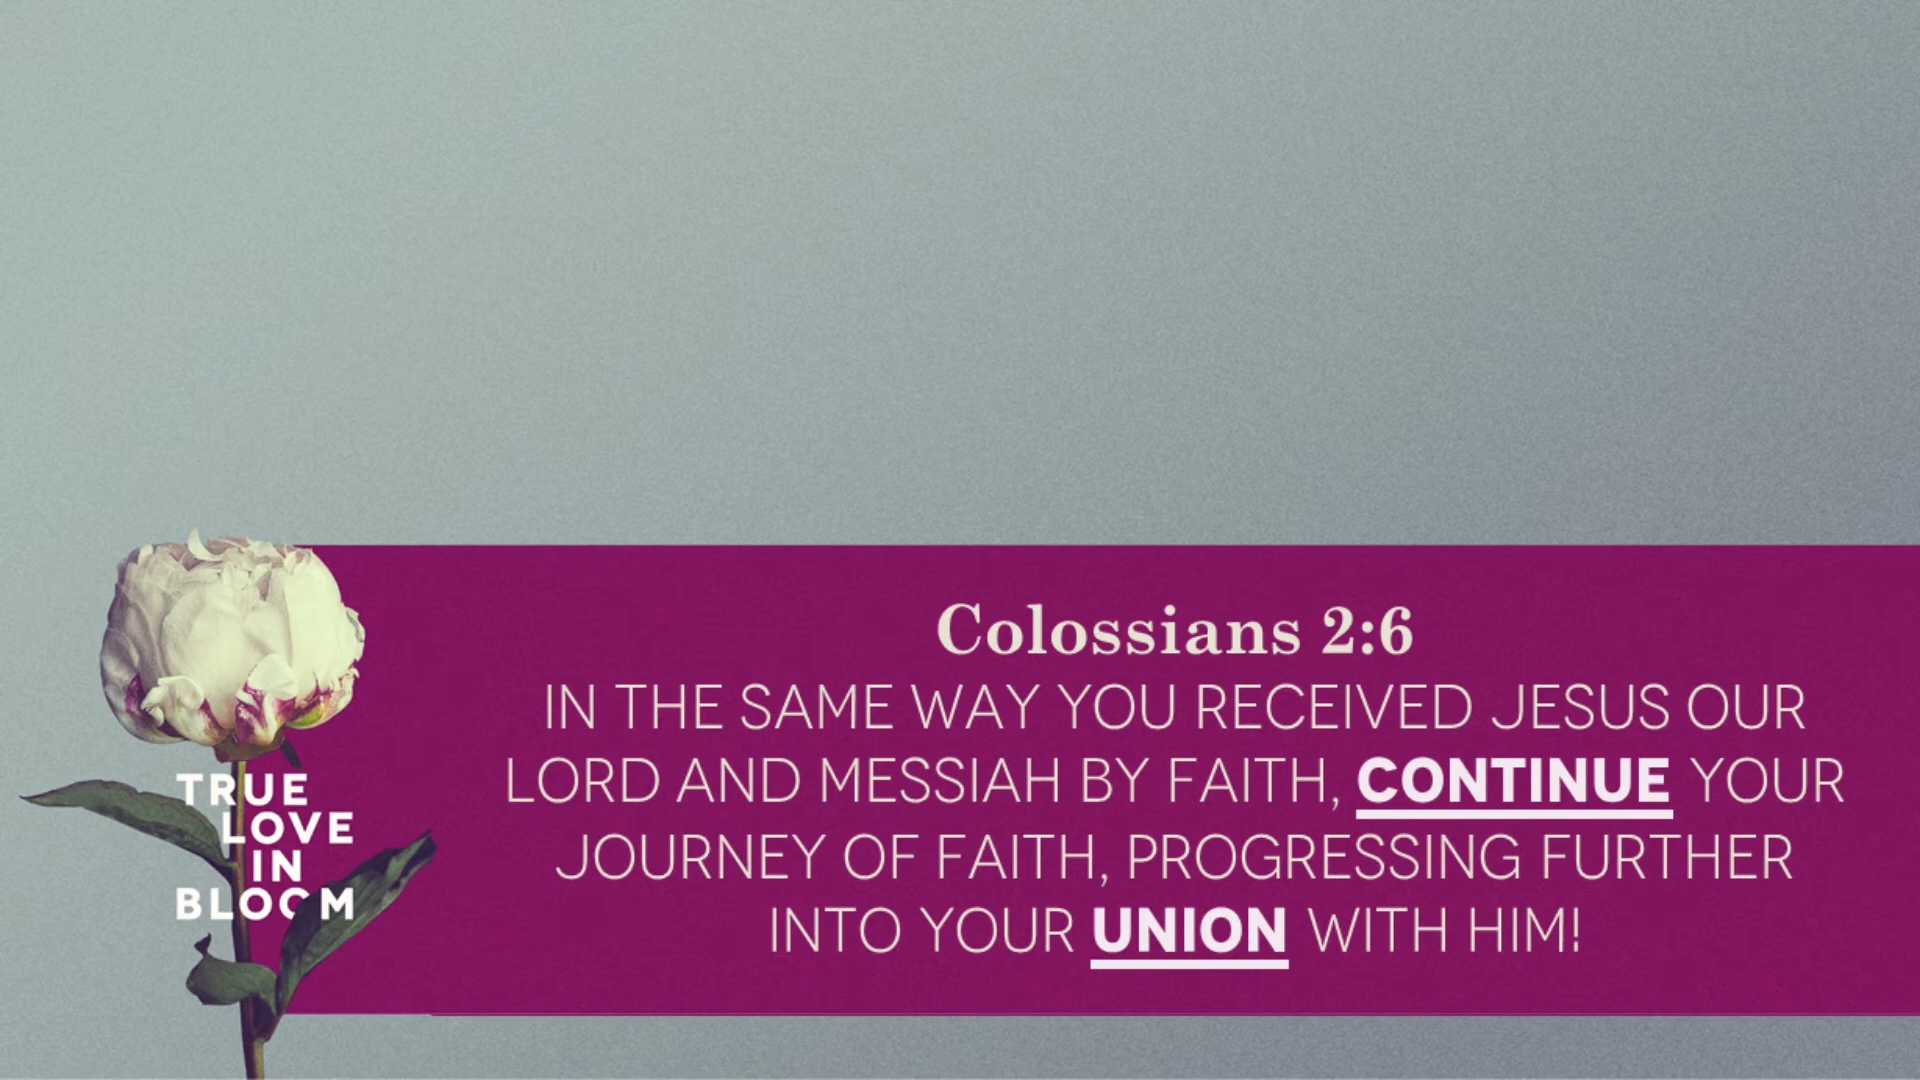 Colossians 2:6
IN THE SAME WAY YOU RECEIVED JESUS OUR
LORD AND MESSIAH BY FAITH, CONTINUE YOUR
JOURNEY OF FAITH, PROGRESSING FURTHER
INTO YOUR UNION WITH HIM!
TRUE
LOVE
IN
BLOOM